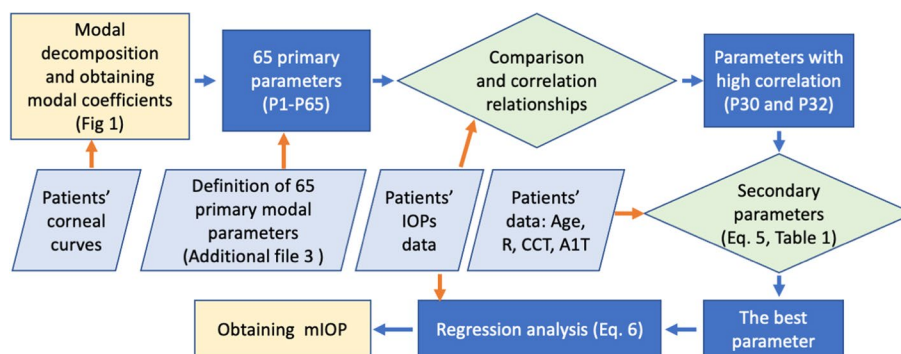 Modal
decomposition
and obtaining
modal coefficients
(Fig 1)
65 primary
parameters
(P1-P65)
Comparison
and correlation
relationships
Parameters with
high correlation
(P30 and P32)
Patients’
corneal
curves
Definition of 65
primary modal
parameters
(Additional file 3 )
Patients’
IOPs
data
Patients’
data: Age,
R, CCT, A1T
Secondary
parameters
(Eq. 5, Table 1)
Obtaining mIOP
Regression analysis (Eq. 6)
The best
parameter